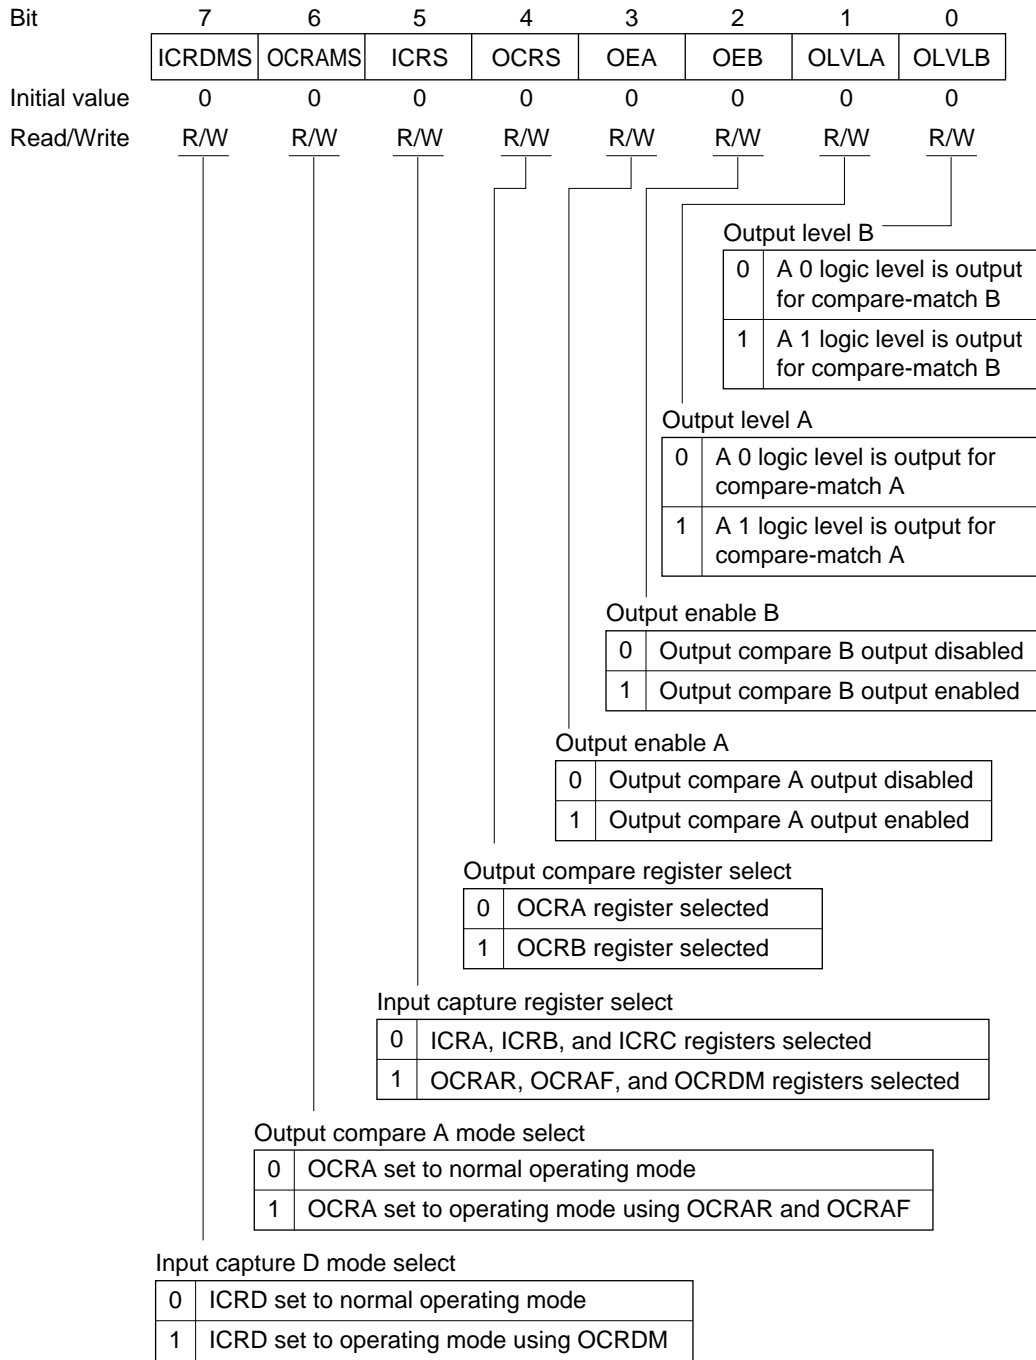 Bit 7 6 5 4 3 2 1 0
ICRDMS OCRAMS ICRS OCRS OEA OEB OLVLA OLVLB
Initial value 0 0 0 0 0 0 0 0
Read/Write R/W R/W R/W R/W R/W R/W R/W R/W
Output level B
0 A 0 logic level is output
for compare-match B
1 A 1 logic level is output
for compare-match B
Output level A
0 A 0 logic level is output for
compare-match A
1 A 1 logic level is output for
compare-match A
Output enable B
0 Output compare B output disabled
1 Output compare B output enabled
Output enable A
0 Output compare A output disabled
1 Output compare A output enabled
Output compare register select
0 OCRA register selected
1 OCRB register selected
Input capture register select
0 ICRA, ICRB, and ICRC registers selected
1 OCRAR, OCRAF, and OCRDM registers selected
Output compare A mode select
0 OCRA set to normal operating mode
1 OCRA set to operating mode using OCRAR and OCRAF
Input capture D mode select
0 ICRD set to normal operating mode
1 ICRD set to operating mode using OCRDM